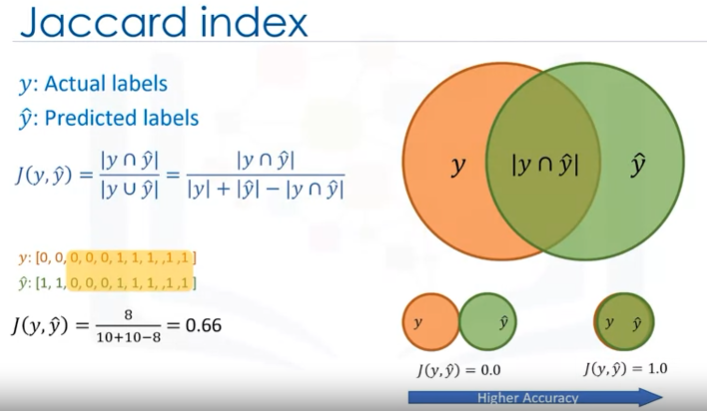 Jaccard index
y: Actual labels
ŷ: Predicted labels
J(y,ŷ) = |y ∩ ŷ| / |y ∪ ŷ| = |y ∩ ŷ| / |y| + |ŷ| − |y ∩ ŷ|
y: [0, 0, 0, 0, 0, 1, 1, 1, ,1 ,1 ]
ŷ: [1, 1, 0, 0, 0, 1, 1, 1, ,1 ,1 ]
J(y,ŷ) = 8 / 10+10−8 = 0.66
y |y ∩ ŷ| ŷ
y ŷ
y ŷ
J(y,ŷ) = 0.0
J(y,ŷ) = 1.0
Higher Accuracy